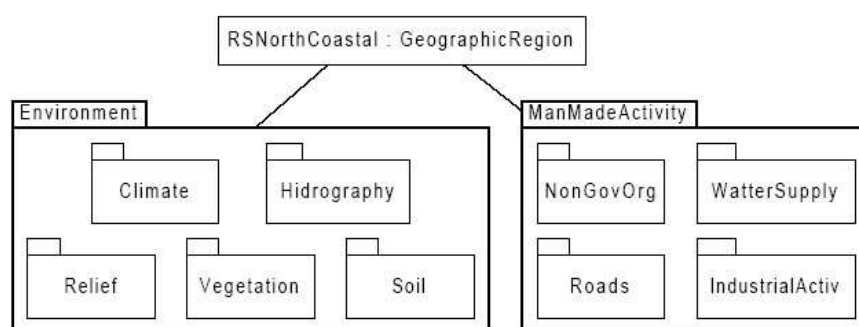 RSNorthCoastal : GeographicRegion
Environment
ManMadeActivity
Climate
Hidrography
NonGovOrg
WatterSupply
Relief
Vegetation
Soil
Roads
IndustrialActiv